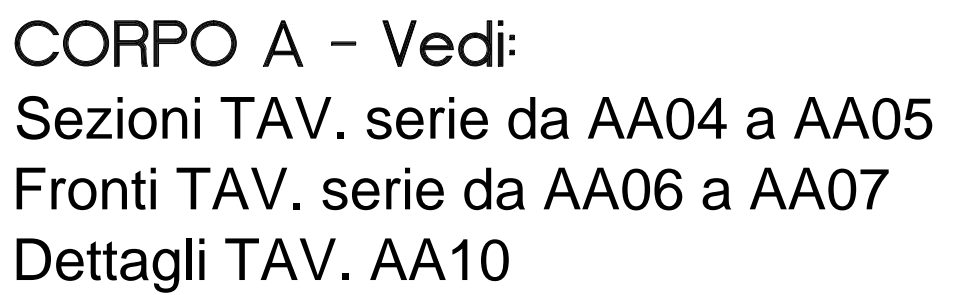 CORPO A - Vedi:
Sezioni TAV. serie da AA04 a AA05
Fronti TAV. serie da AA06 a AA07
Dettagli TAV. AA10